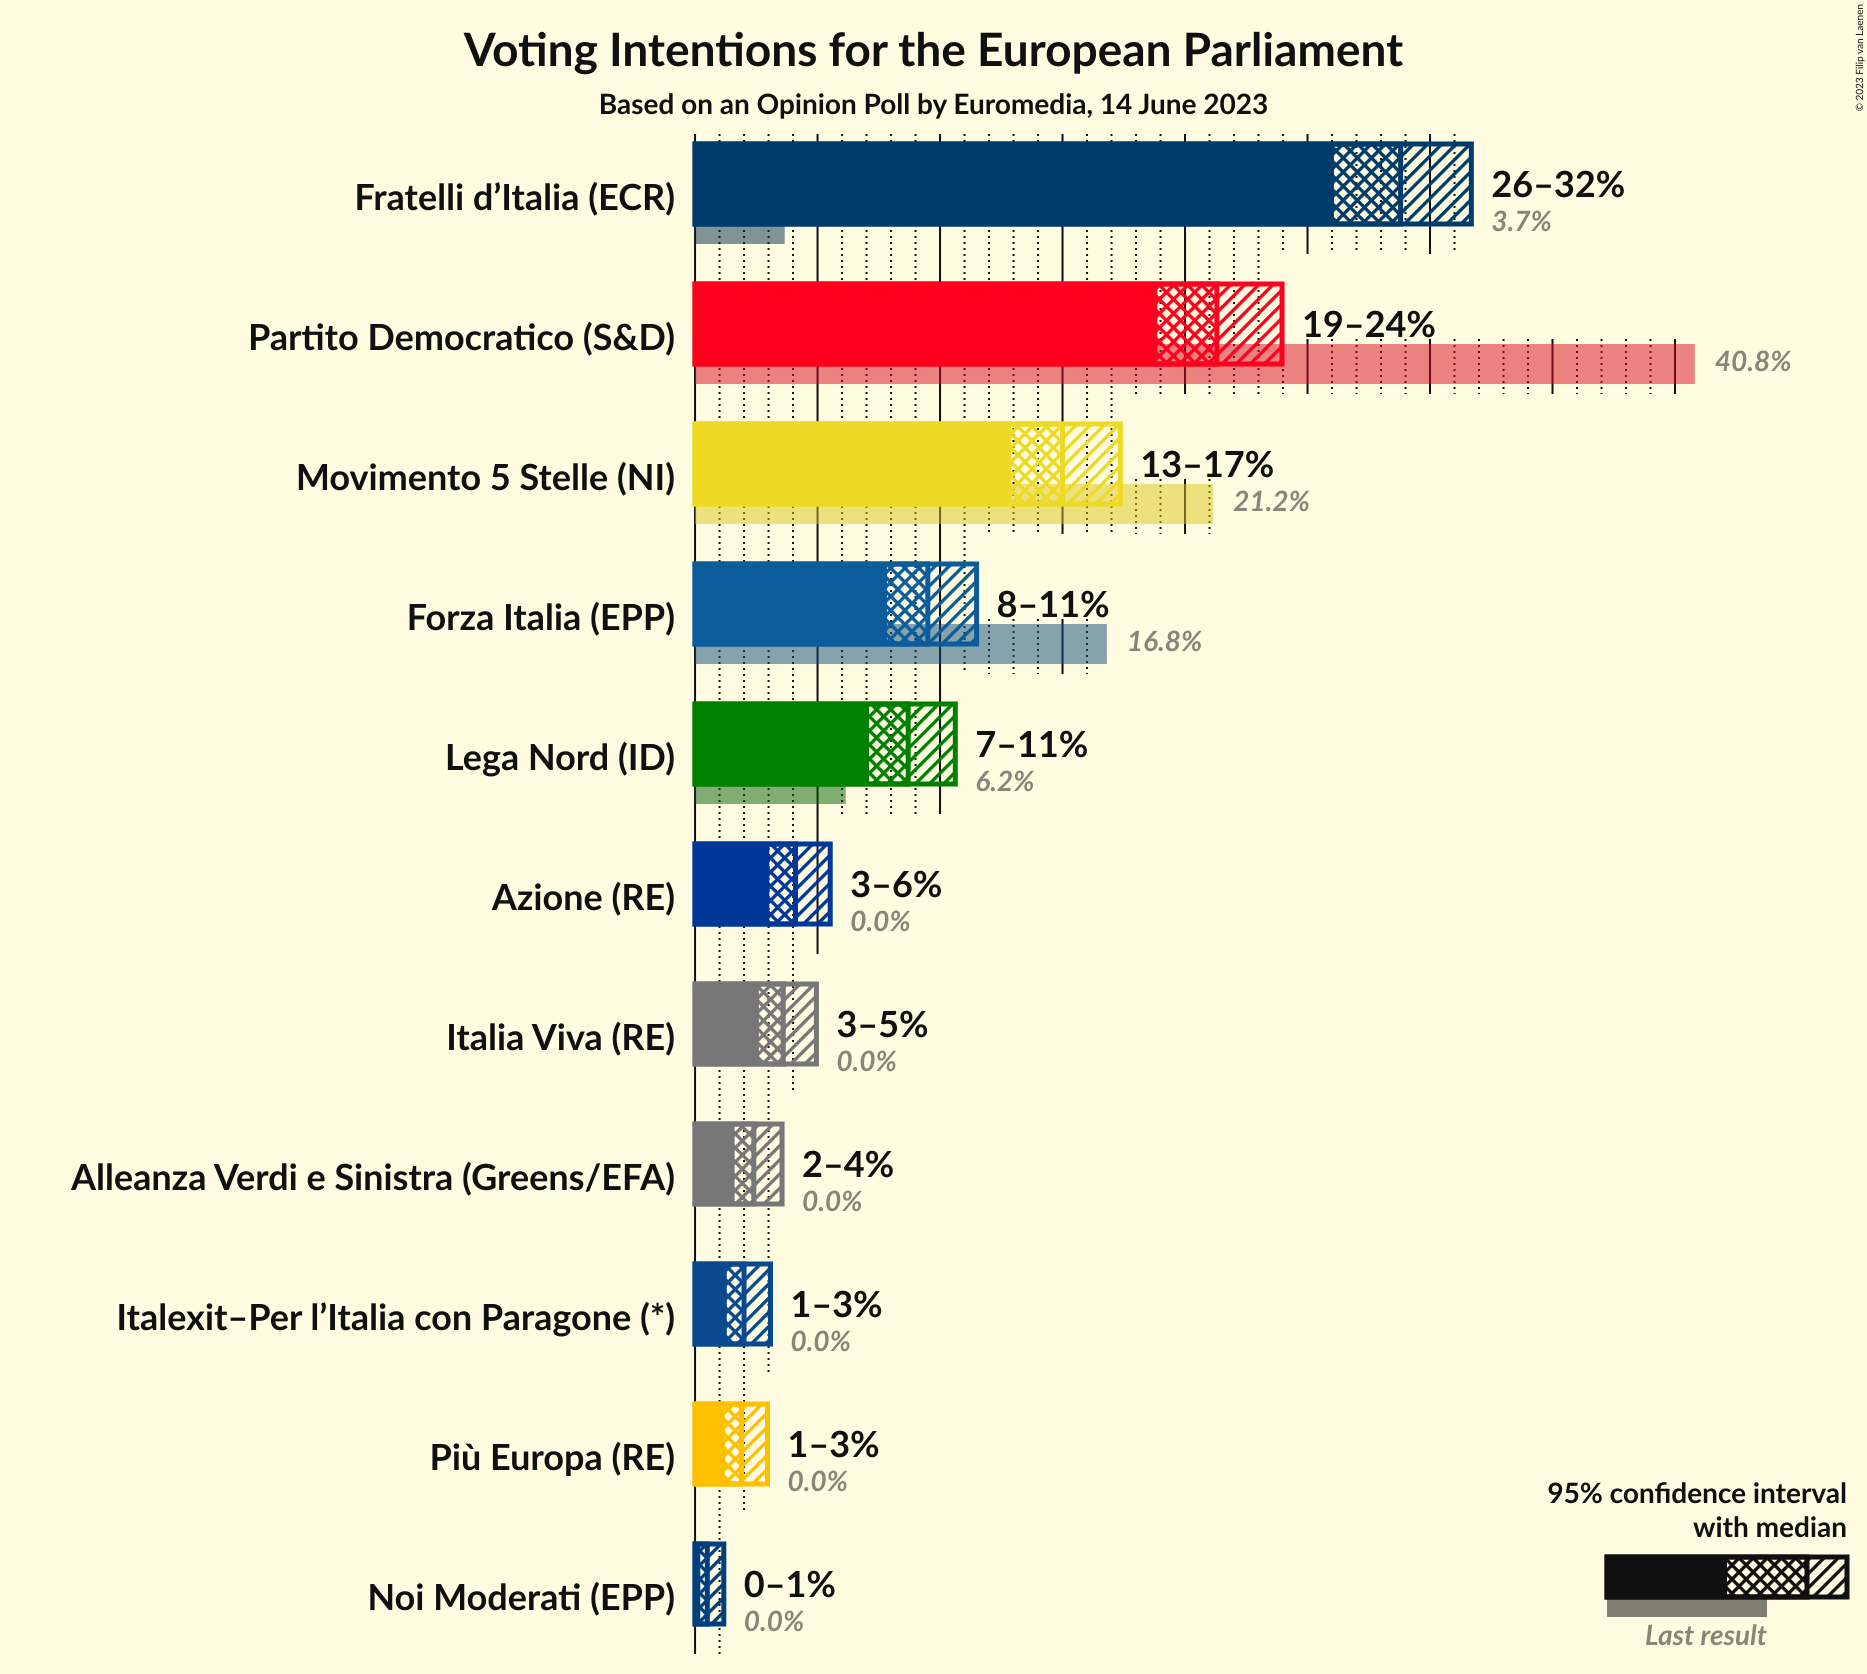 Voting Intentions for the European Parliament
Based on an Opinion Poll by Euromedia, 14 June 2023
© 2023 Filip van Laenen
Fratelli d’Italia (ECR)
26–32%
3.7%
Partito Democratico (S&D)
19–24%
40.8%
Movimento 5 Stelle (NI)
13–17%
21.2%
Forza Italia (EPP)
8–11%
16.8%
Lega Nord (ID)
7–11%
6.2%
Azione (RE)
3–6%
0.0%
Italia Viva (RE)
3–5%
0.0%
Alleanza Verdi e Sinistra (Greens/EFA)
2–4%
0.0%
Italexit–Per l’Italia con Paragone (*)
1–3%
0.0%
Più Europa (RE)
1–3%
0.0%
Noi Moderati (EPP)
0–1%
0.0%
95% confidence interval
with median
Last result